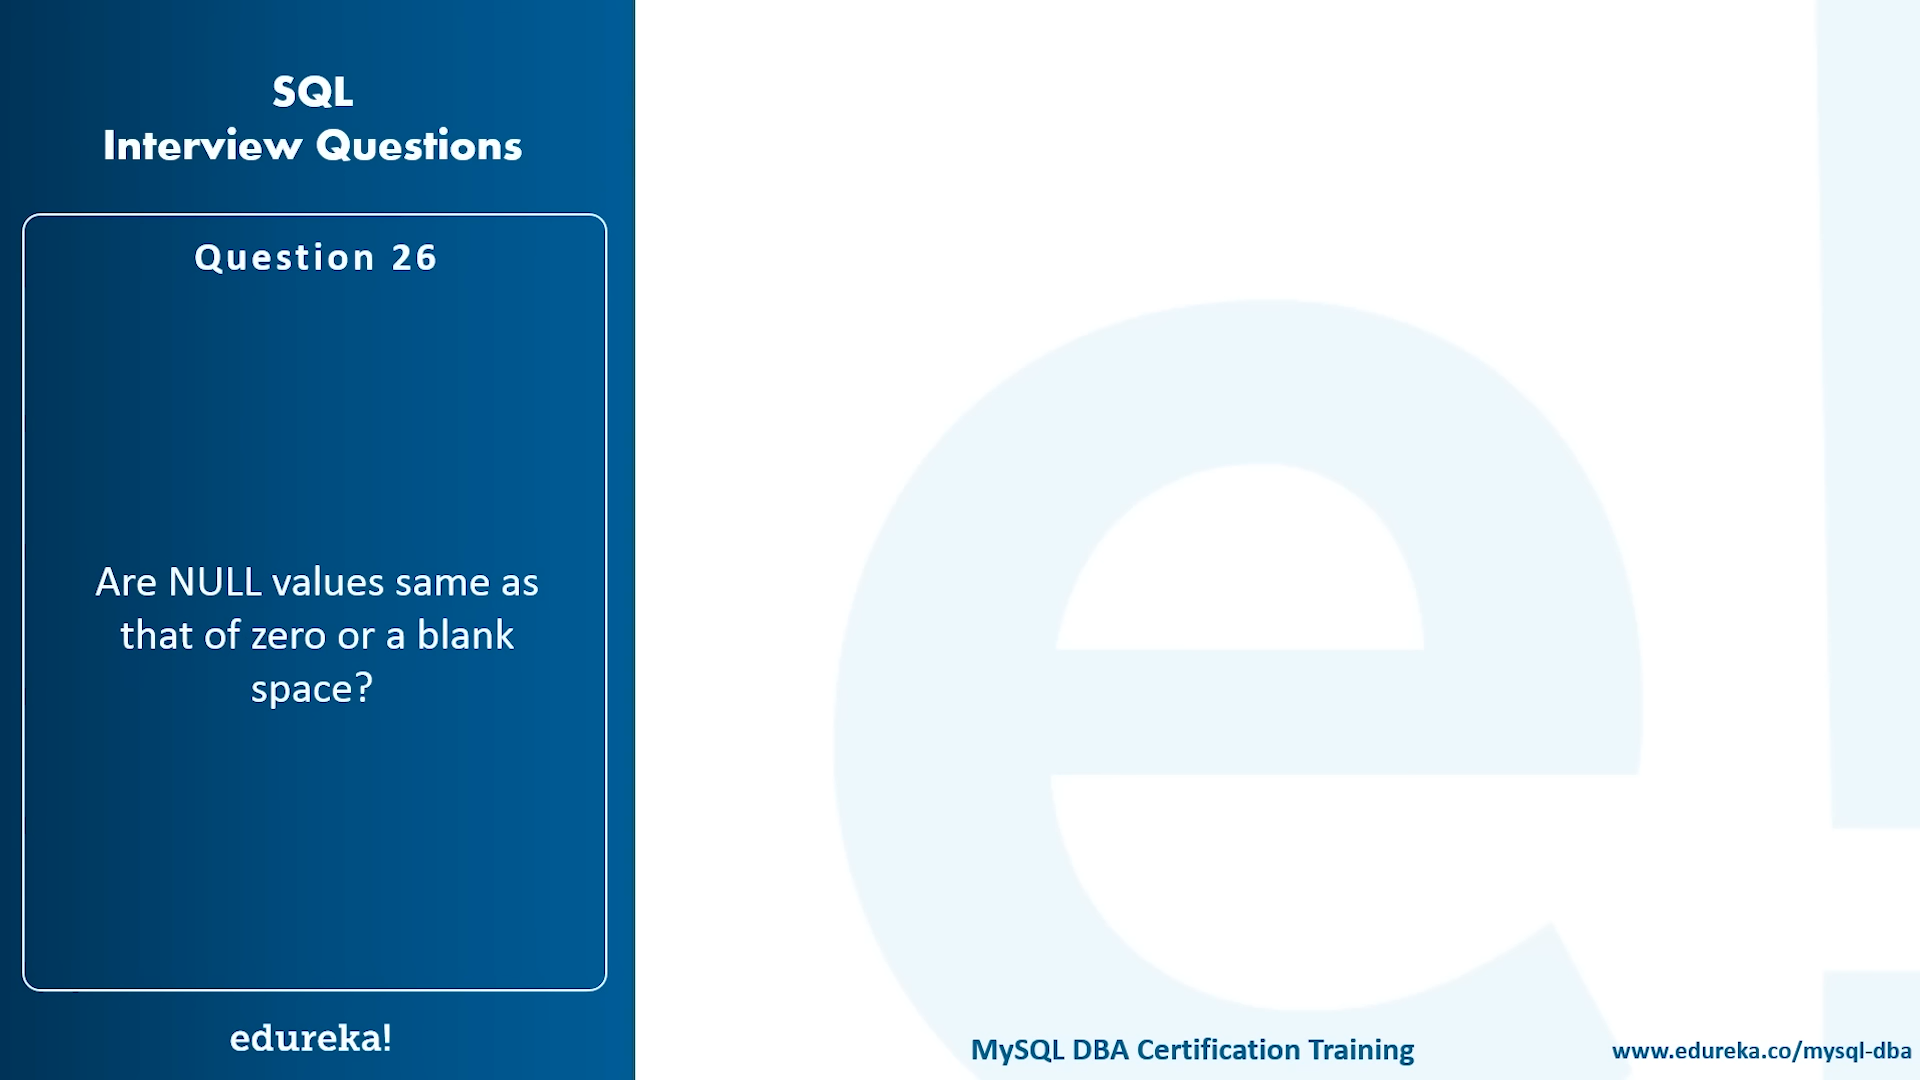 SQL
Interview Questions
Question 26
Are NULL values same as
that of zero or a blank
space?
edureka!
MySQL DBA Certification Training
www.edureka.co/mysql-dba